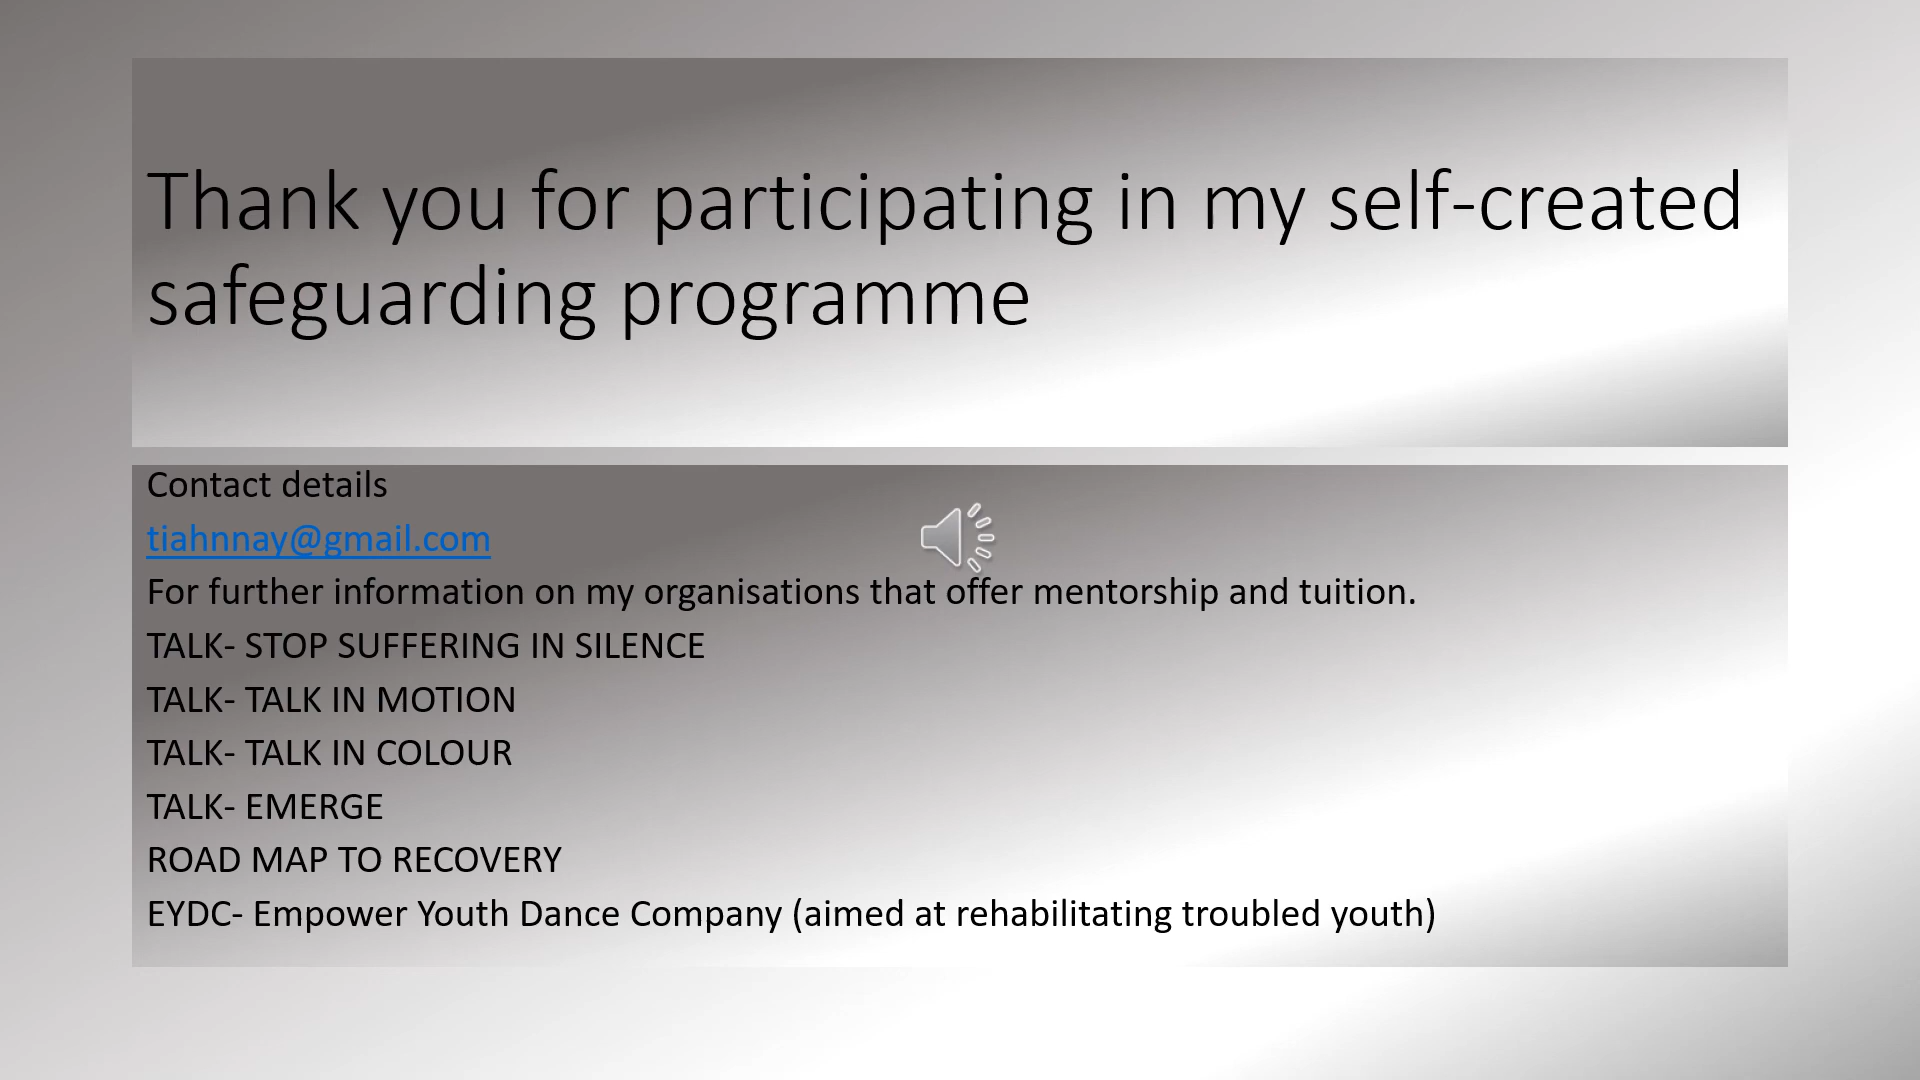 Thank you for participating in my self-created
safeguarding programme
Contact details
tiahnnay@gmail.com
For further information on my organisations that offer mentorship and tuition.
TALK- STOP SUFFERING IN SILENCE
TALK- TALK IN MOTION
TALK- TALK IN COLOUR
TALK- EMERGE
ROAD MAP TO RECOVERY
EYDC- Empower Youth Dance Company (aimed at rehabilitating troubled youth)